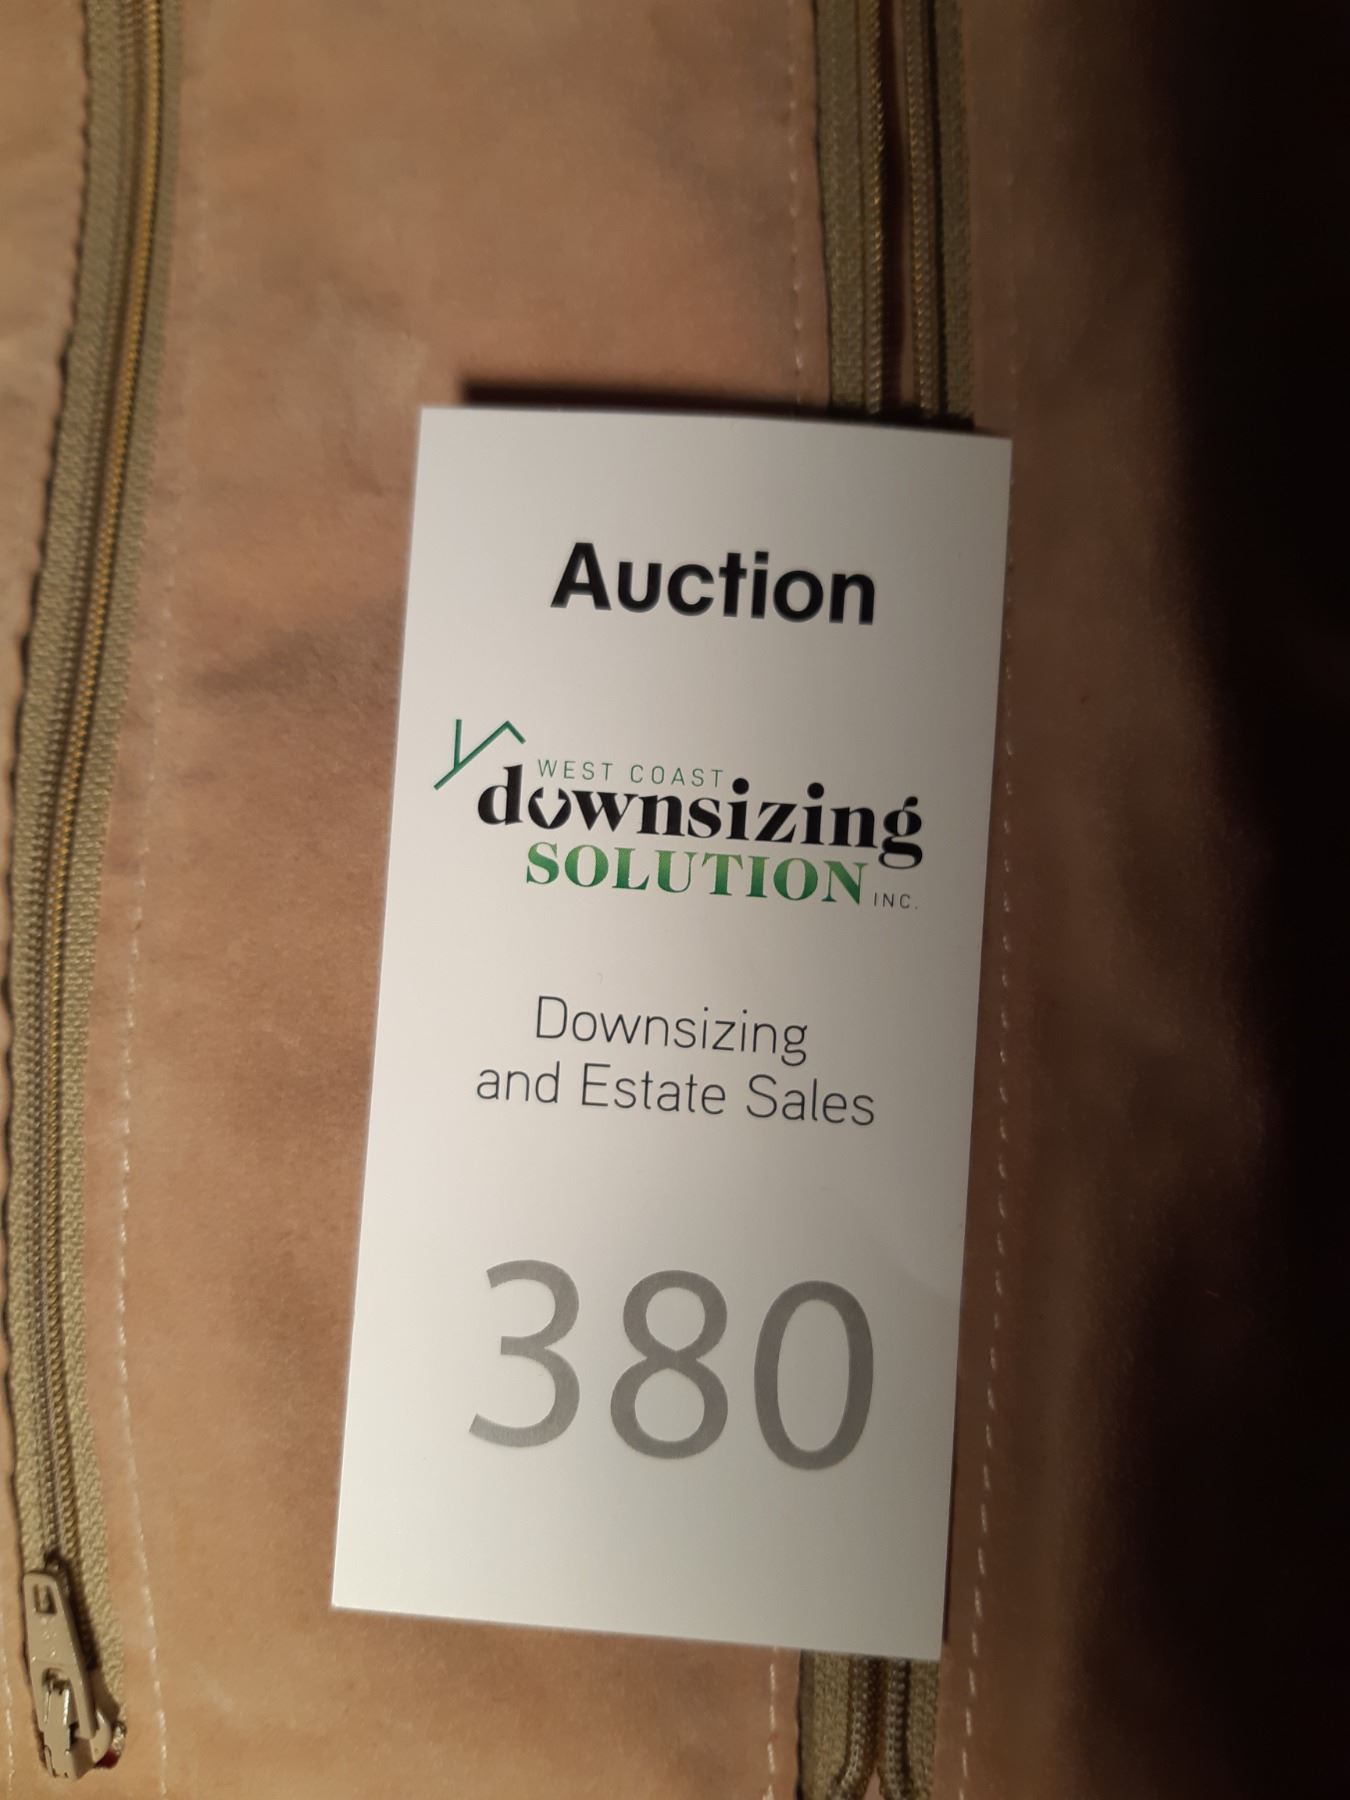 Auction
WEST COAST
downsizing
SOLUTION INC.
Downsizing
and Estate Sales
380